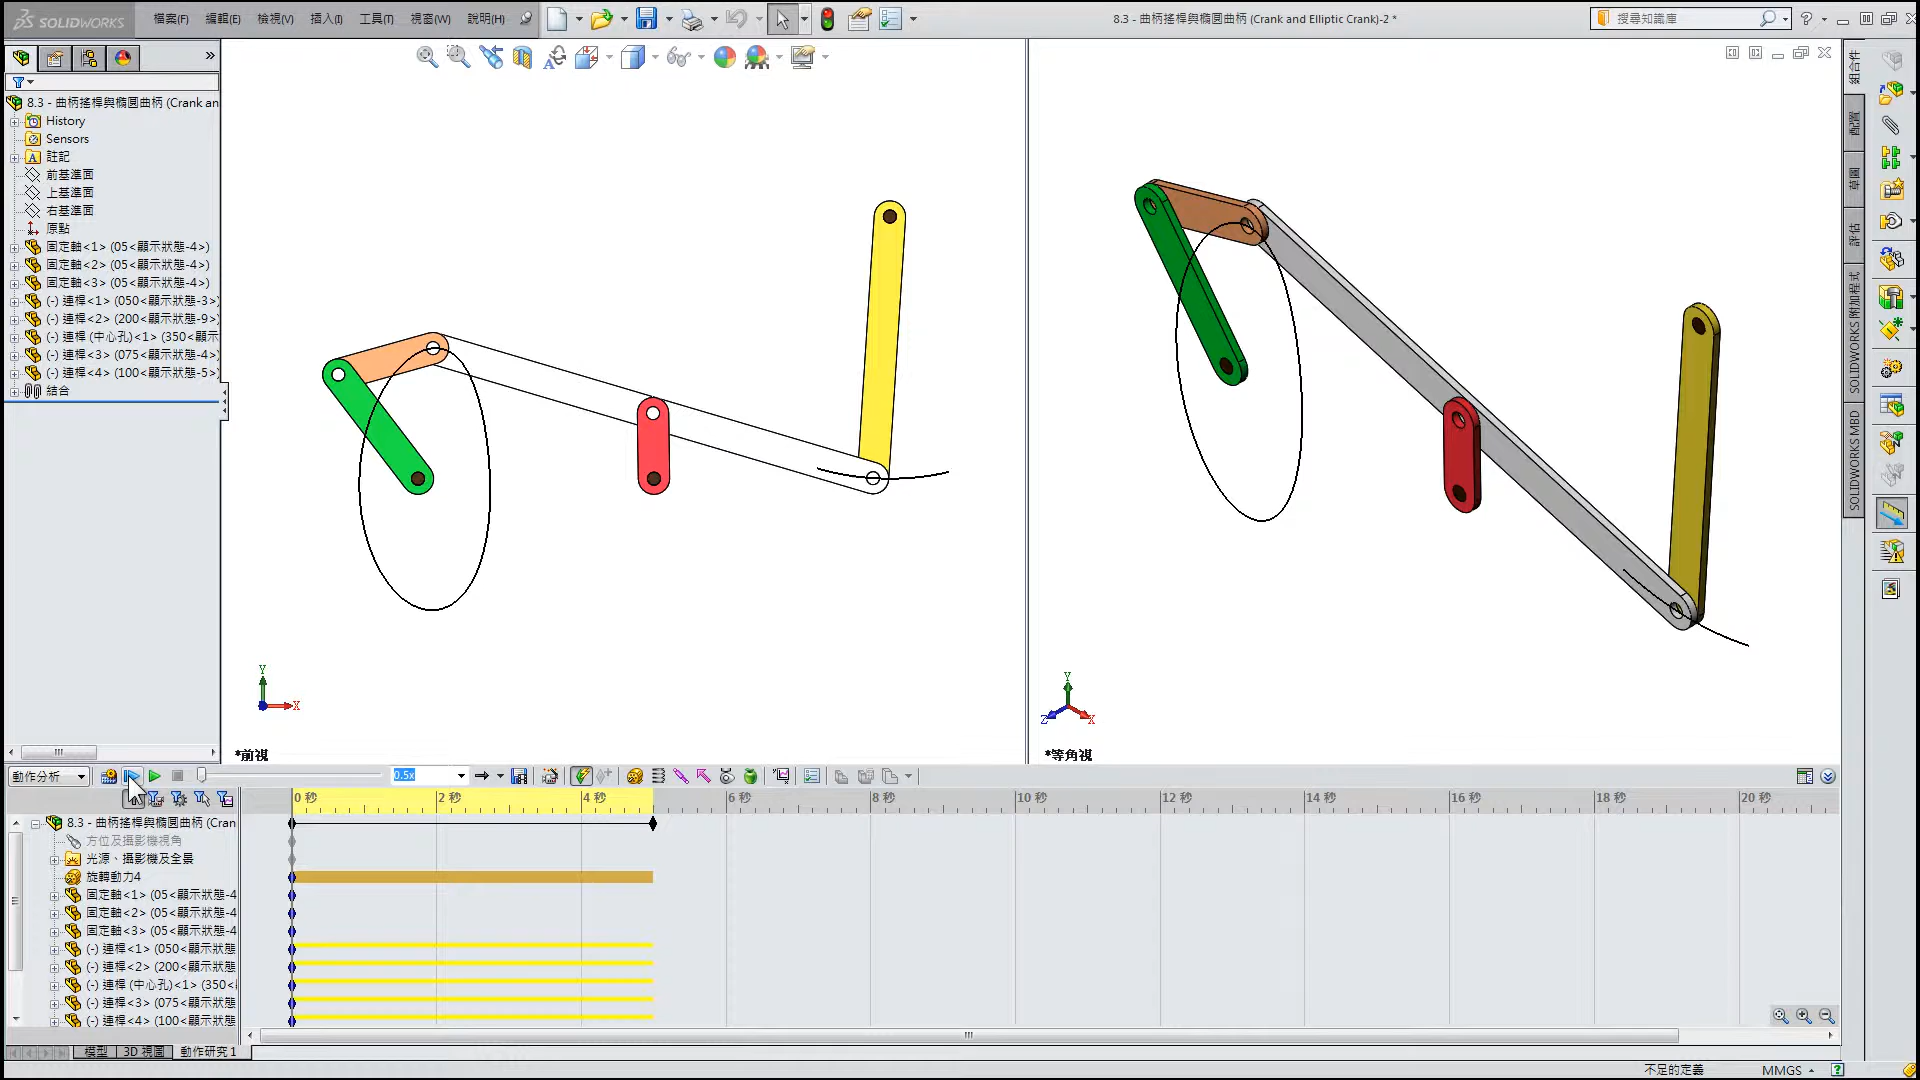 SOLIDWORKS
檔案(F)
編輯(E)
檢視(V)
插入(I)
工具(T)
視窗(W)
說明(H)
8.3 - 曲柄搖桿與橢圓曲柄 (Crank and Elliptic Crank)-2 *
搜尋知識庫
8.3 - 曲柄搖桿與橢圓曲柄 (Crank an
History
Sensors
註記
前基準面
上基準面
右基準面
原點
固定軸<1> (05<顯示狀態-4>)
固定軸<2> (05<顯示狀態-4>)
固定軸<3> (05<顯示狀態-4>)
(-) 連桿<1> (050<顯示狀態-3>)
(-) 連桿<2> (200<顯示狀態-9>)
(-) 連桿 (中心孔)<1> (350<顯示
(-) 連桿<3> (075<顯示狀態-4>)
(-) 連桿<4> (100<顯示狀態-5>)
結合
Y
X
*前視
Y
Z
X
*等角視
組合件
配置
草圖
評估
SOLIDWORKS 附加程式
SOLIDWORKS MBD
動作分析
0.5x
0 秒
2 秒
4 秒
6 秒
8 秒
10 秒
12 秒
14 秒
16 秒
18 秒
20 秒
8.3 - 曲柄搖桿與橢圓曲柄 (Cran
方位及攝影機視角
光源、攝影機及全景
旋轉動力4
固定軸<1> (05<顯示狀態-4
固定軸<2> (05<顯示狀態-4
固定軸<3> (05<顯示狀態-4
(-) 連桿<1> (050<顯示狀態
(-) 連桿<2> (200<顯示狀態
(-) 連桿 (中心孔)<1> (350<
(-) 連桿<3> (075<顯示狀態
(-) 連桿<4> (100<顯示狀態
模型
3D 視圖
動作研究 1
不足的定義
MMGS